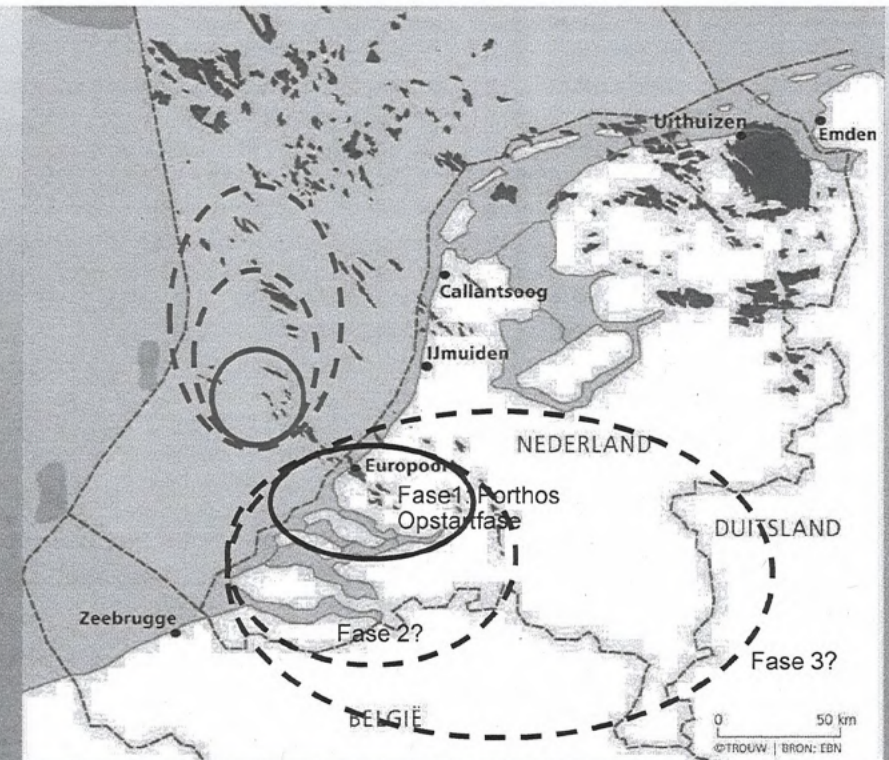 Uithuizen
Emden
Callantsoog
IJmuiden
NEDERLAND
Europoort
Fase1: Porthos
Opstartfase
DUITSLAND
Zeebrugge
Fase 2?
Fase 3?
BELGIË
0 50 km
©TROUW | BRON: EBN